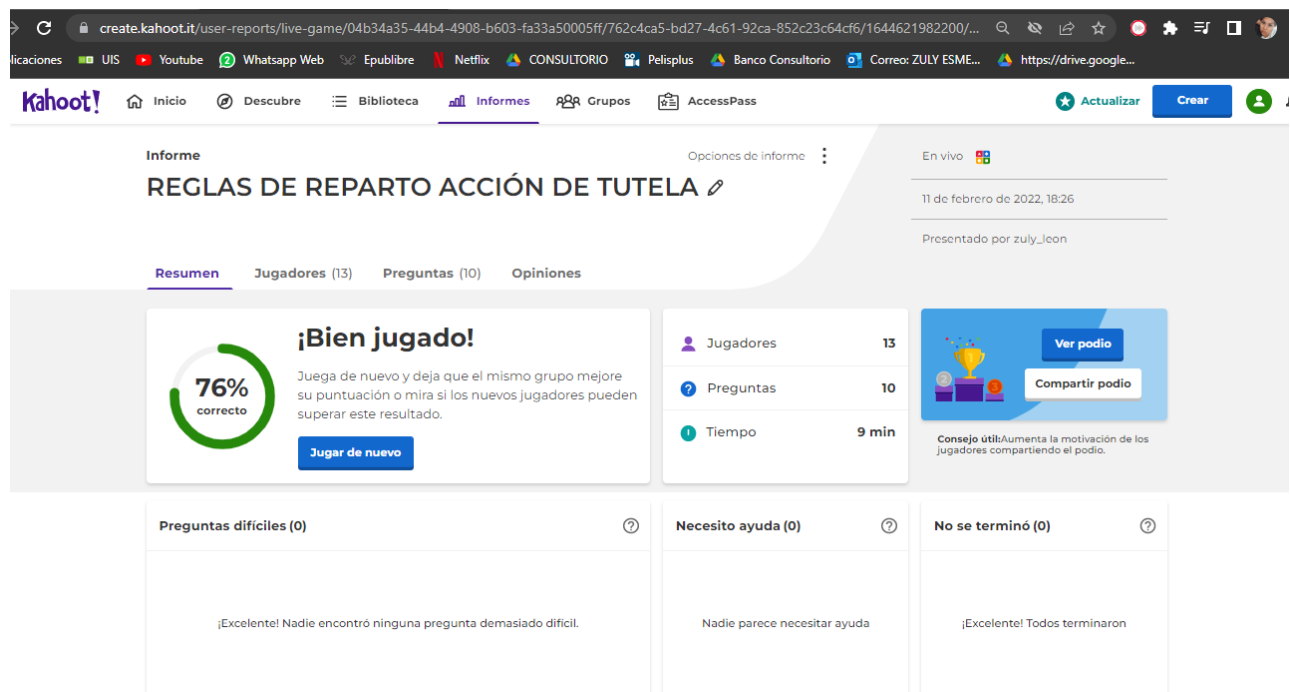 create.kahoot.it/user-reports/live-game/04b34a35-44b4-4908-b603-fa33a50005ff/762c4ca5-bd27-4c61-92ca-852c23c64cf6/1644621982200/...
licaciones UIS Youtube 2 Whatsapp Web Epublibre Netflix CONSULTORIO Pelisplus Banco Consultorio Correo: ZULY ESME... https://drive.google...
Kahoot! Inicio Descubre Biblioteca Informes Grupos AccessPass Actualizar Crear
Informe
Opciones de informe
REGLAS DE REPARTO ACCIÓN DE TUTELA
En vivo
11 de febrero de 2022, 18:26
Presentado por zuly_leon
Resumen Jugadores (13) Preguntas (10) Opiniones
76%
correcto
¡Bien jugado!
Juega de nuevo y deja que el mismo grupo mejore
su puntuación o mira si los nuevos jugadores pueden
superar este resultado.
Jugar de nuevo
Jugadores 13
Preguntas 10
Tiempo 9 min
1
2
3
Ver podio
Compartir podio
Consejo útil:Aumenta la motivación de los
jugadores compartiendo el podio.
Preguntas difíciles (0)
¡Excelente! Nadie encontró ninguna pregunta demasiado difícil.
Necesito ayuda (0)
Nadie parece necesitar ayuda
No se terminó (0)
¡Excelente! Todos terminaron